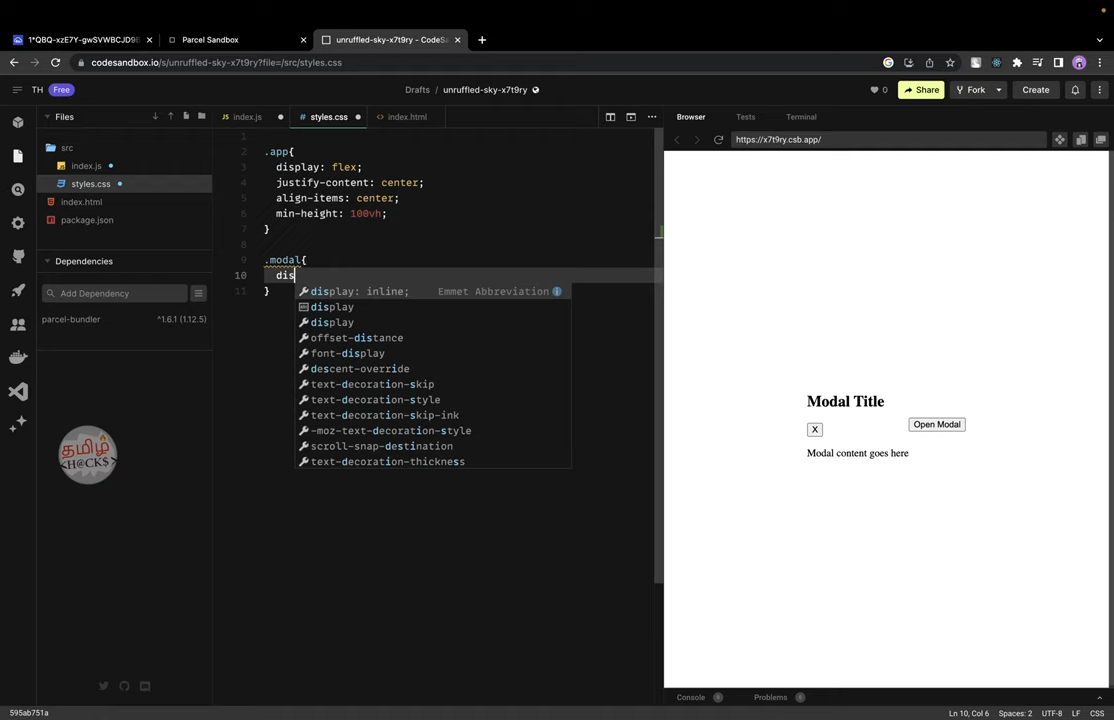 1*QBQ-xzE7Y-gwSVWBCJD9E
Parcel Sandbox
unruffled-sky-x7t9ry - CodeSa
codesandbox.io/s/unruffled-sky-x7t9ry?file=/src/styles.css
TH Free
Drafts / unruffled-sky-x7t9ry
0
Share
Fork
Create
Files
src
index.js
styles.css
index.html
package.json
Dependencies
Add Dependency
parcel-bundler ^1.6.1 (1.12.5)
தமிழ்
<H@CK$>
index.js
styles.css
index.html
1
2 .app{
3 display: flex;
4 justify-content: center;
5 align-items: center;
6 min-height: 100vh;
7 }
8
9 .modal{
10 dis
11 }
display: inline; Emmet Abbreviation
display
display
offset-distance
font-display
descent-override
text-decoration-skip
text-decoration-style
text-decoration-skip-ink
-moz-text-decoration-style
scroll-snap-destination
text-decoration-thickness
Browser Tests Terminal
https://x7t9ry.csb.app/
Modal Title
X
Open Modal
Modal content goes here
Console 0 Problems 0
595ab751a
Ln 10, Col 6 Spaces: 2 UTF-8 LF CSS